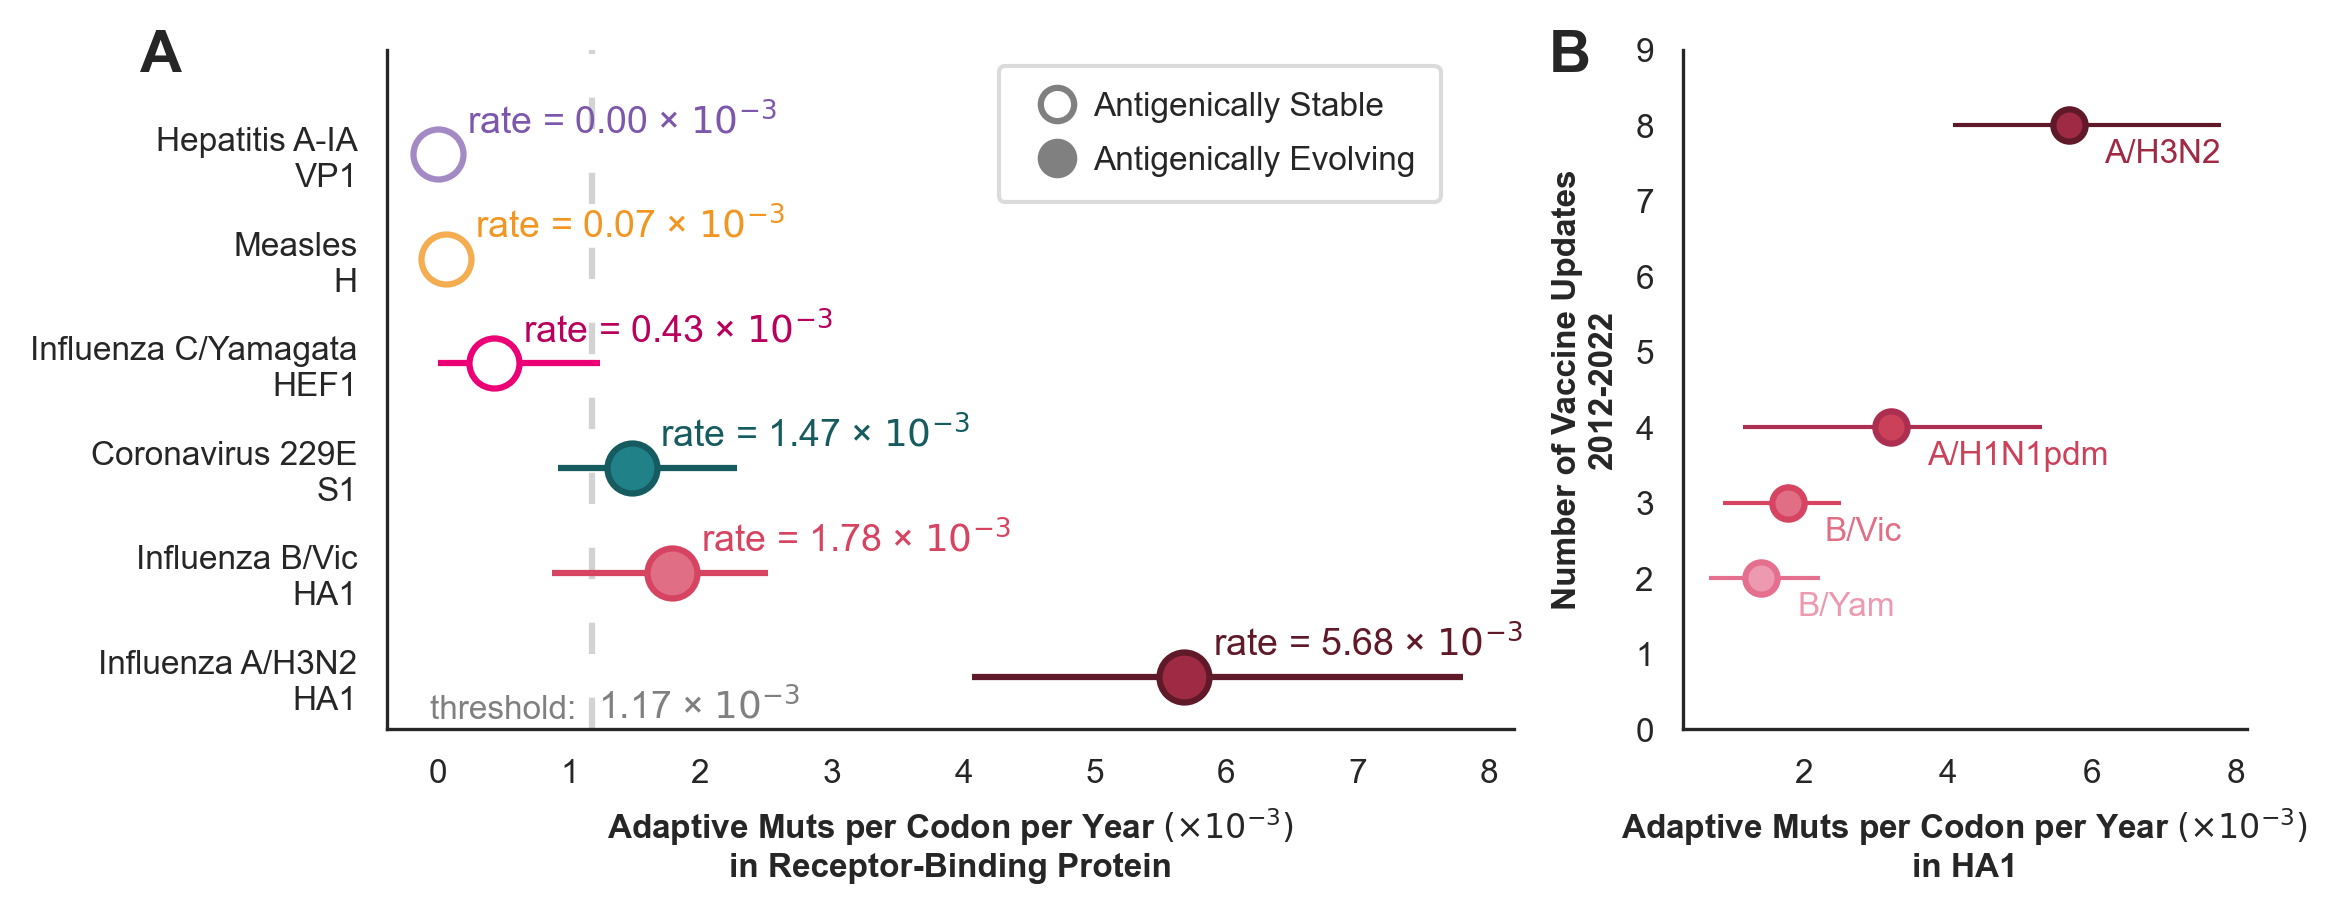 A
Hepatitis A-IA
VP1
Measles
H
Influenza C/Yamagata
HEF1
Coronavirus 229E
S1
Influenza B/Vic
HA1
Influenza A/H3N2
HA1
rate = 0.00 × 10⁻³
rate = 0.07 × 10⁻³
rate = 0.43 × 10⁻³
rate = 1.47 × 10⁻³
rate = 1.78 × 10⁻³
rate = 5.68 × 10⁻³
threshold: 1.17 × 10⁻³
Antigenically Stable
Antigenically Evolving
0 1 2 3 4 5 6 7 8
Adaptive Muts per Codon per Year (×10⁻³)
in Receptor-Binding Protein
B
Number of Vaccine Updates
2012-2022
9
8
7
6
5
4
3
2
1
0
A/H3N2
A/H1N1pdm
B/Vic
B/Yam
2 4 6 8
Adaptive Muts per Codon per Year (×10⁻³)
in HA1